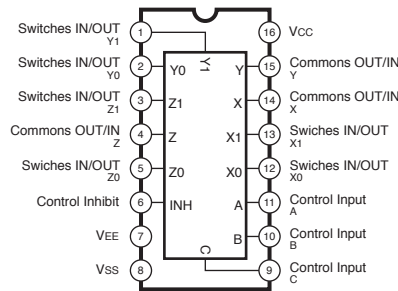 Switches IN/OUT
Y1
1
Switches IN/OUT
Y0
2
Switches IN/OUT
Z1
3
Commons OUT/IN
Z
4
Swiches IN/OUT
Z0
5
Control Inhibit
6
VEE
7
VSS
8
Y1
Y0
Z1
Z
Z0
INH
C
Y
X
X1
X0
A
B
16
VCC
15
Commons OUT/IN
Y
14
Commons OUT/IN
X
13
Swiches IN/OUT
X1
12
Swiches IN/OUT
X0
11
Control Input
A
10
Control Input
B
9
Control Input
C